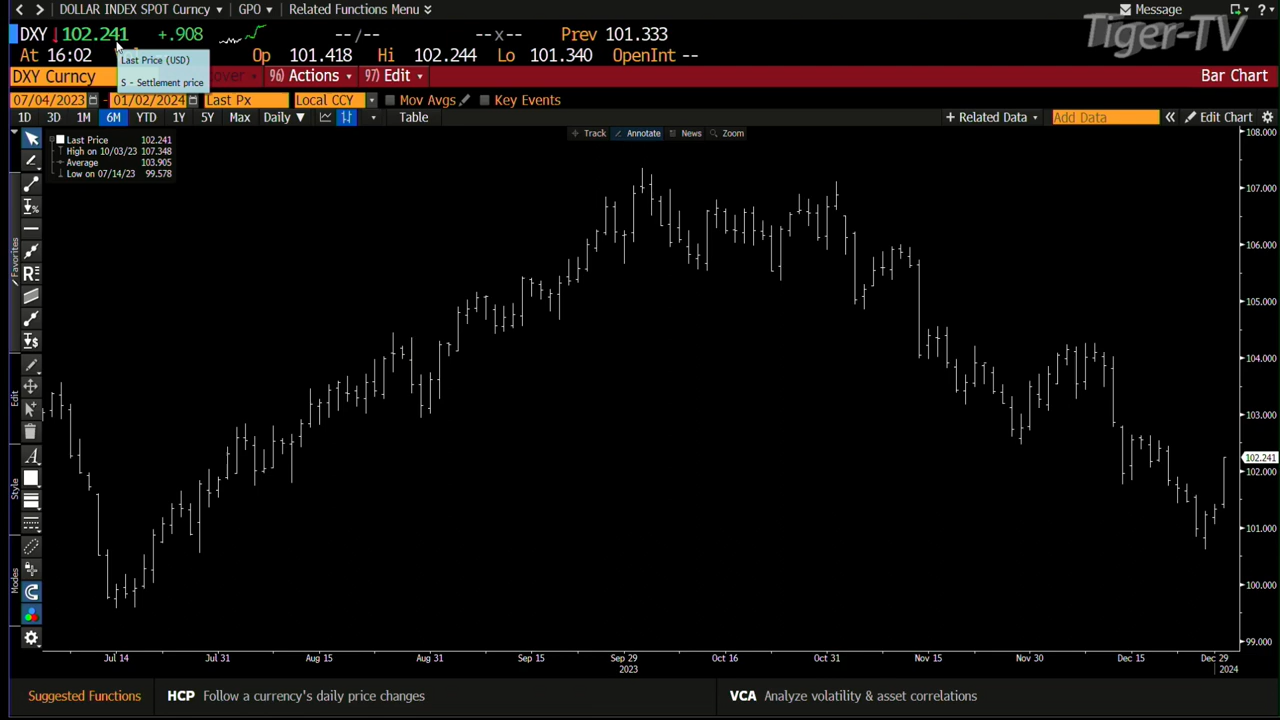 DOLLAR INDEX SPOT Curncy GPO Related Functions Menu Message
Tiger-TV
DXY 102.241 +.908 --/-- --x-- Prev 101.333
At 16:02 Op 101.418 Hi 102.244 Lo 101.340 OpenInt --
Last Price (USD)
S - Settlement price
DXY Curncy 96) Actions 97) Edit Bar Chart
07/04/2023 - 01/02/2024 Last Px Local CCY Mov Avgs Key Events
1D 3D 1M 6M YTD 1Y 5Y Max Daily Table + Related Data Add Data Edit Chart
Track Annotate News Zoom
Last Price 102.241
High on 10/03/23 107.348
Average 103.905
Low on 07/14/23 99.578
108.000
107.000
106.000
105.000
104.000
103.000
102.241
102.000
101.000
100.000
99.000
Favorites
Edit
Style
Modes
Jul 14 Jul 31 Aug 15 Aug 31 Sep 15 Sep 29 Oct 16 Oct 31 Nov 15 Nov 30 Dec 15 Dec 29
2023 2024
Suggested Functions HCP Follow a currency's daily price changes VCA Analyze volatility & asset correlations